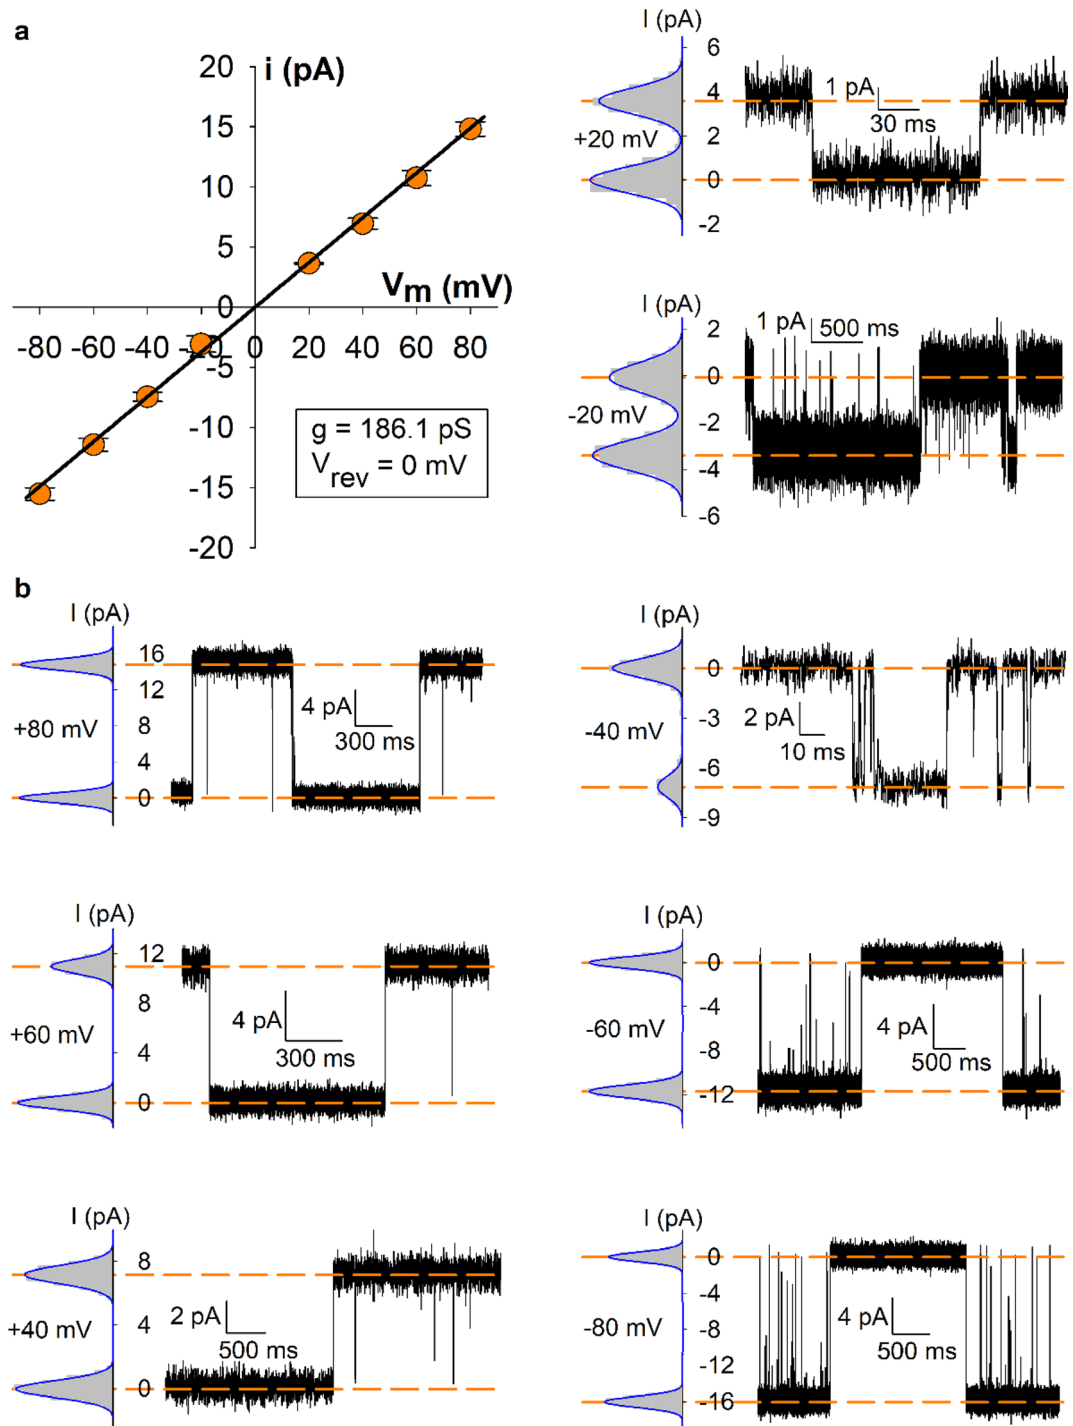 a
i (pA)
20
15
10
5
0
-5
-10
-15
-20
-80 -60 -40 -20 0 20 40 60 80
Vm (mV)
g = 186.1 pS
Vrev = 0 mV
I (pA)
6
4
2
0
-2
+20 mV
1 pA
30 ms
I (pA)
2
0
-2
-4
-6
-20 mV
1 pA
500 ms
b
I (pA)
16
12
8
4
0
+80 mV
4 pA
300 ms
I (pA)
0
-3
-6
-9
-40 mV
2 pA
10 ms
I (pA)
12
8
4
0
+60 mV
4 pA
300 ms
I (pA)
0
-4
-8
-12
-60 mV
4 pA
500 ms
I (pA)
8
4
0
+40 mV
2 pA
500 ms
I (pA)
0
-4
-8
-12
-16
-80 mV
4 pA
500 ms